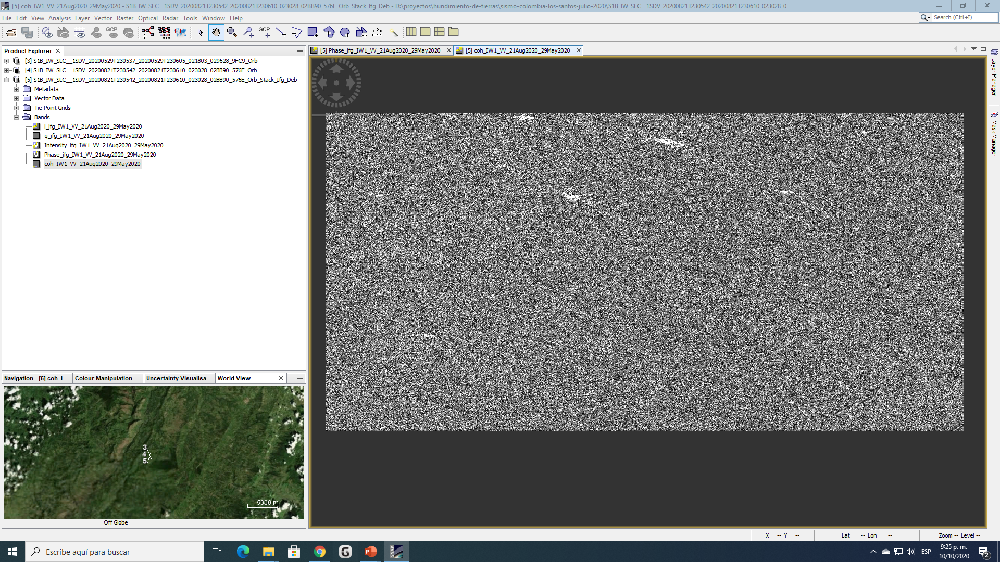 [5] coh_IW1_VV_21Aug2020_29May2020 - S1B_IW_SLC__1SDV_20200821T230542_20200821T230610_023028_02BB90_576E_Orb_Stack_Ifg_Deb - D:\proyectos\hundimiento-de-tierras\sismo-colombia-los-santos-julio-2020\S1B_IW_SLC__1SDV_20200821T230542_20200821T230610_023028_0
File Edit View Analysis Layer Vector Raster Optical Radar Tools Window Help
Search (Ctrl+I)
GCP GCP
Product Explorer
[5] Phase_ifg_IW1_VV_21Aug2020_29May2020 [5] coh_IW1_VV_21Aug2020_29May2020
[3] S1B_IW_SLC__1SDV_20200529T230537_20200529T230605_021803_029628_9FC9_Orb
[4] S1B_IW_SLC__1SDV_20200821T230542_20200821T230610_023028_02BB90_576E_Orb
[5] S1B_IW_SLC__1SDV_20200821T230542_20200821T230610_023028_02BB90_576E_Orb_Stack_Ifg_Deb
Metadata
Vector Data
Tie-Point Grids
Bands
i_ifg_IW1_VV_21Aug2020_29May2020
q_ifg_IW1_VV_21Aug2020_29May2020
Intensity_ifg_IW1_VV_21Aug2020_29May2020
Phase_ifg_IW1_VV_21Aug2020_29May2020
coh_IW1_VV_21Aug2020_29May2020
Layer Manager
Mask Manager
Navigation - [5] coh_I... Colour Manipulation -... Uncertainty Visualisa... World View
3
4
5
5000 m
Off Globe
X -- Y -- Lat -- Lon -- Zoom -- Level --
Escribe aquí para buscar
SNAP
ESP
9:25 p. m.
10/10/2020
2